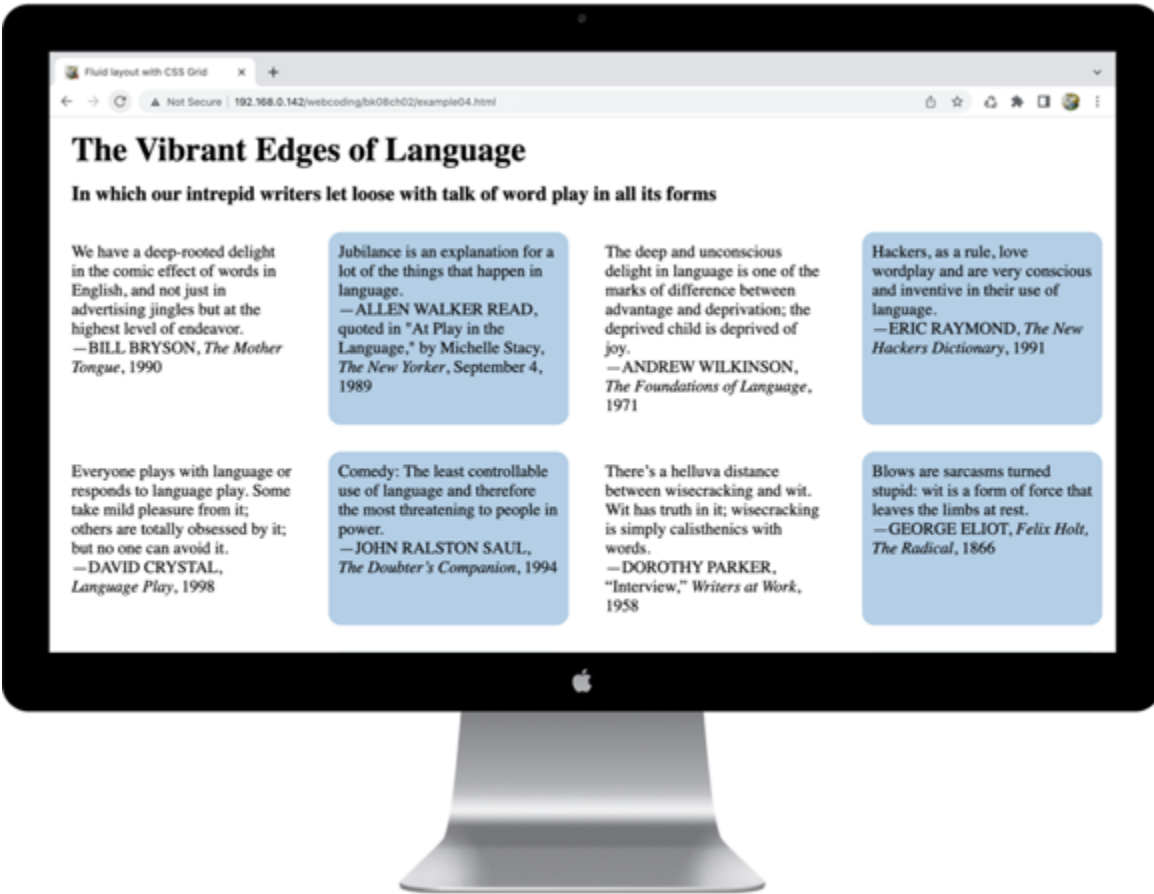 Fluid layout with CSS Grid
Not Secure 192.168.0.142/webcoding/bk08ch02/example04.html
The Vibrant Edges of Language
In which our intrepid writers let loose with talk of word play in all its forms
We have a deep-rooted delight
in the comic effect of words in
English, and not just in
advertising jingles but at the
highest level of endeavor.
—BILL BRYSON, The Mother
Tongue, 1990
Jubilance is an explanation for a
lot of the things that happen in
language.
—ALLEN WALKER READ,
quoted in "At Play in the
Language," by Michelle Stacy,
The New Yorker, September 4,
1989
The deep and unconscious
delight in language is one of the
marks of difference between
advantage and deprivation; the
deprived child is deprived of
joy.
—ANDREW WILKINSON,
The Foundations of Language,
1971
Hackers, as a rule, love
wordplay and are very conscious
and inventive in their use of
language.
—ERIC RAYMOND, The New
Hackers Dictionary, 1991
Everyone plays with language or
responds to language play. Some
take mild pleasure from it;
others are totally obsessed by it;
but no one can avoid it.
—DAVID CRYSTAL,
Language Play, 1998
Comedy: The least controllable
use of language and therefore
the most threatening to people in
power.
—JOHN RALSTON SAUL,
The Doubter's Companion, 1994
There's a helluva distance
between wisecracking and wit.
Wit has truth in it; wisecracking
is simply calisthenics with
words.
—DOROTHY PARKER,
“Interview,” Writers at Work,
1958
Blows are sarcasms turned
stupid: wit is a form of force that
leaves the limbs at rest.
—GEORGE ELIOT, Felix Holt,
The Radical, 1866